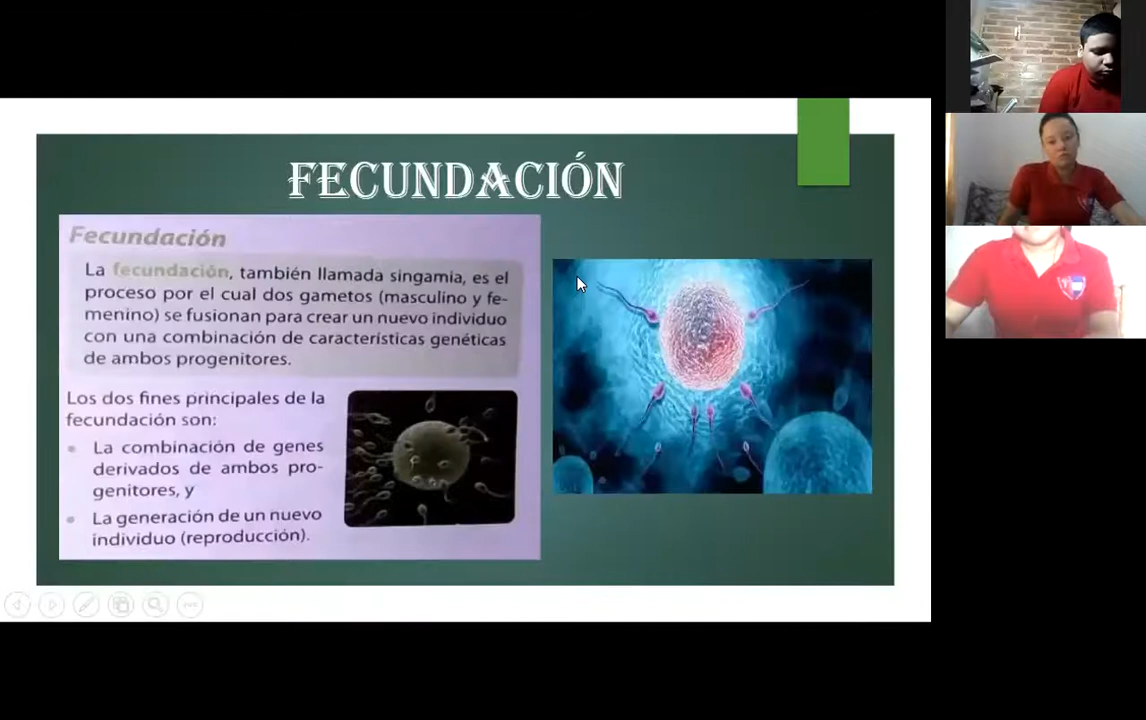 FECUNDACIÓN
Fecundación
La fecundación, también llamada singamia, es el
proceso por el cual dos gametos (masculino y fe-
menino) se fusionan para crear un nuevo individuo
con una combinación de características genéticas
de ambos progenitores.
Los dos fines principales de la
fecundación son:
La combinación de genes
derivados de ambos pro-
genitores, y
La generación de un nuevo
individuo (reproducción).